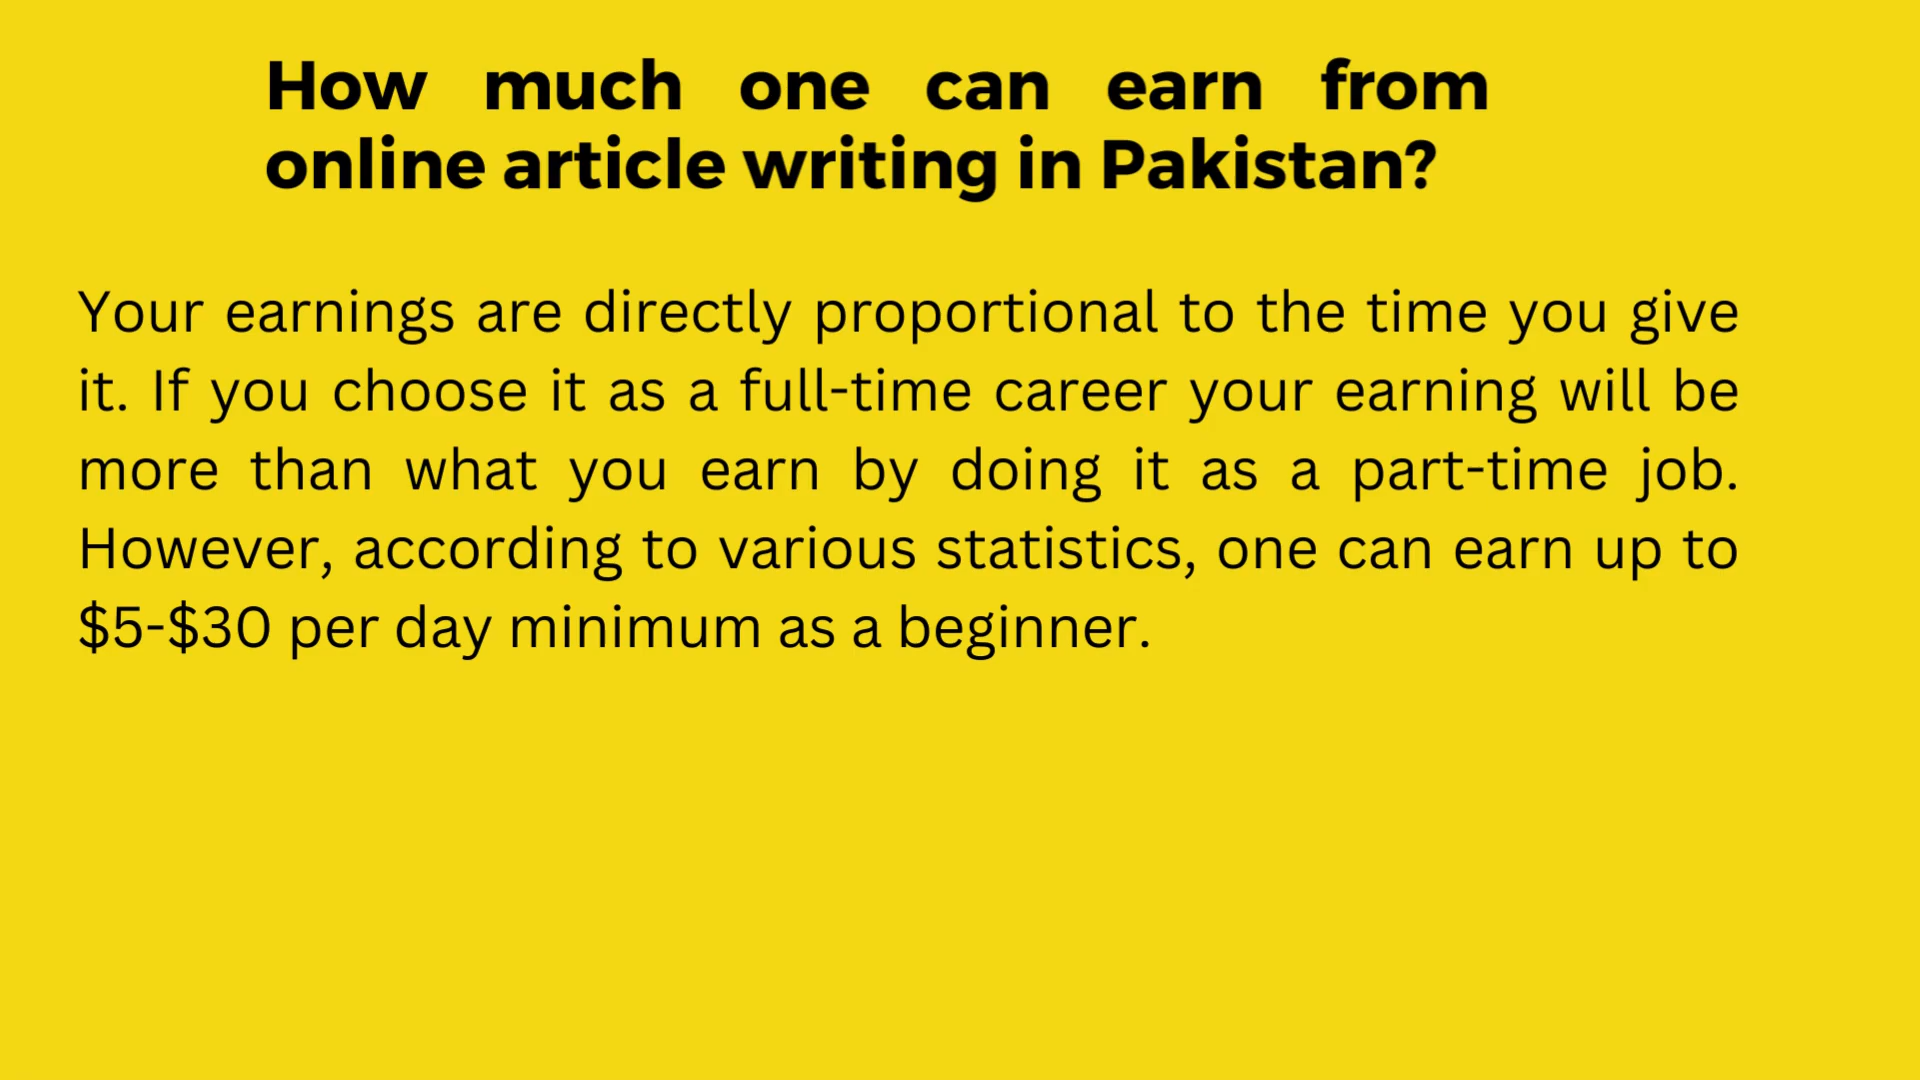 How much one can earn from
online article writing in Pakistan?
Your earnings are directly proportional to the time you give
it. If you choose it as a full-time career your earning will be
more than what you earn by doing it as a part-time job.
However, according to various statistics, one can earn up to
$5-$30 per day minimum as a beginner.